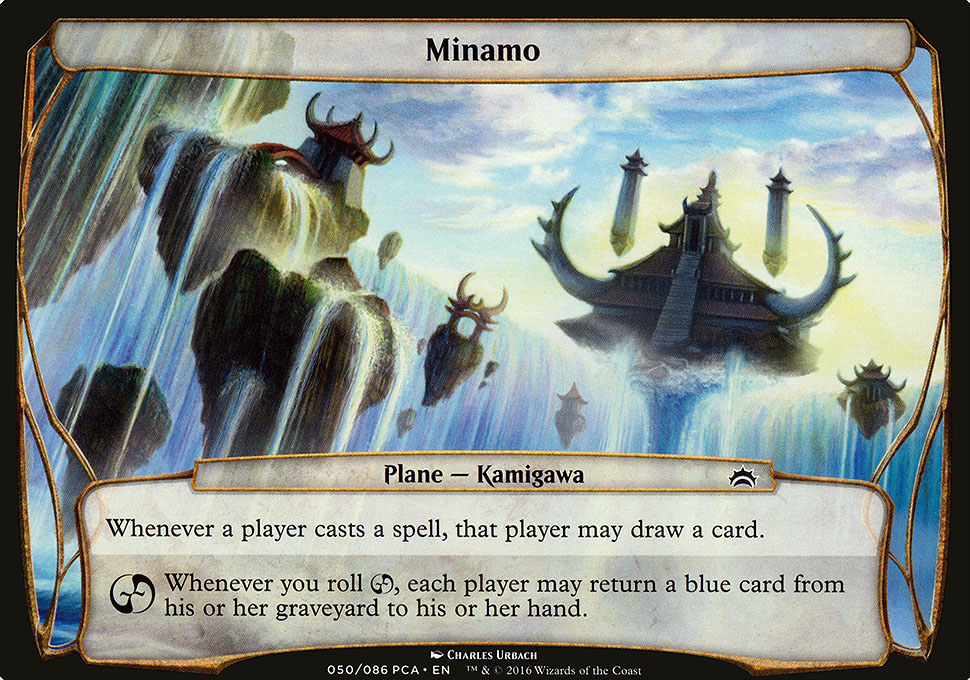 Minamo
Plane — Kamigawa
Whenever a player casts a spell, that player may draw a card.
Whenever you roll , each player may return a blue card from
his or her graveyard to his or her hand.
Charles Urbach
050/086 PCA • EN ™ & © 2016 Wizards of the Coast